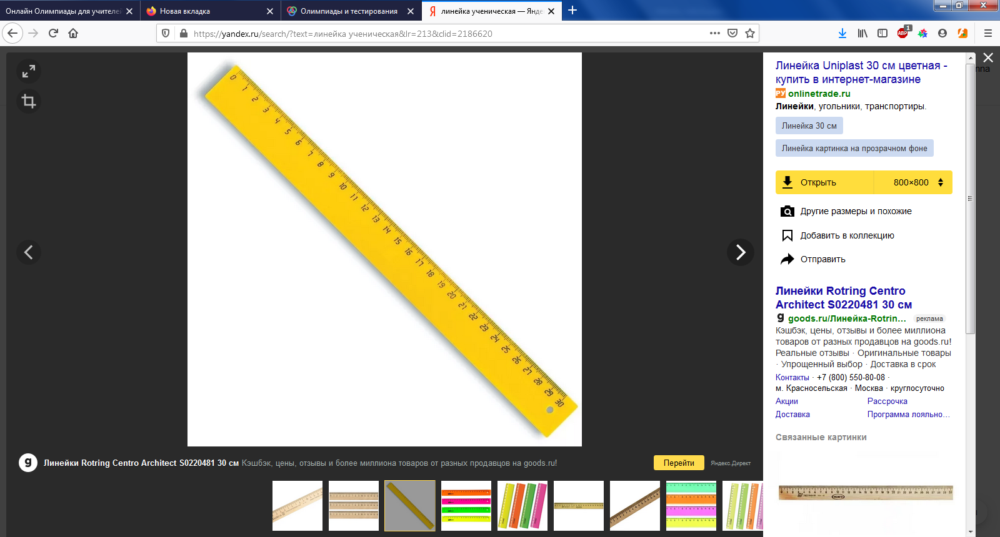 Онлайн Олимпиады для учителей
Новая вкладка
Олимпиады и тестирования
Я линейка ученическая — Янде
https://yandex.ru/search/?text=линейка ученическая&lr=213&clid=2186620
ABP 1
0 1 2 3 4 5 6 7 8 9 10 11 12 13 14 15 16 17 18 19 20 21 22 23 24 25 26 27 28 29 30
Линейка Uniplast 30 см цветная -
купить в интернет-магазине
РУ onlinetrade.ru
Линейки, угольники, транспортиры.
Линейка 30 см
Линейка картинка на прозрачном фоне
Открыть 800×800
Другие размеры и похожие
Добавить в коллекцию
Отправить
Линейки Rotring Centro
Architect S0220481 30 см
g goods.ru/Линейка-Rotrin... реклама
Кэшбэк, цены, отзывы и более миллиона
товаров от разных продавцов на goods.ru!
Реальные отзывы · Оригинальные товары
· Упрощенный выбор · Доставка в срок
Контакты · +7 (800) 550-80-08 ·
м. Красносельская · Москва · круглосуточно
Акции Рассрочка
Доставка Программа лояльно...
Связанные картинки
g Линейки Rotring Centro Architect S0220481 30 см Кэшбэк, цены, отзывы и более миллиона товаров от разных продавцов на goods.ru!
Перейти Яндекс.Директ